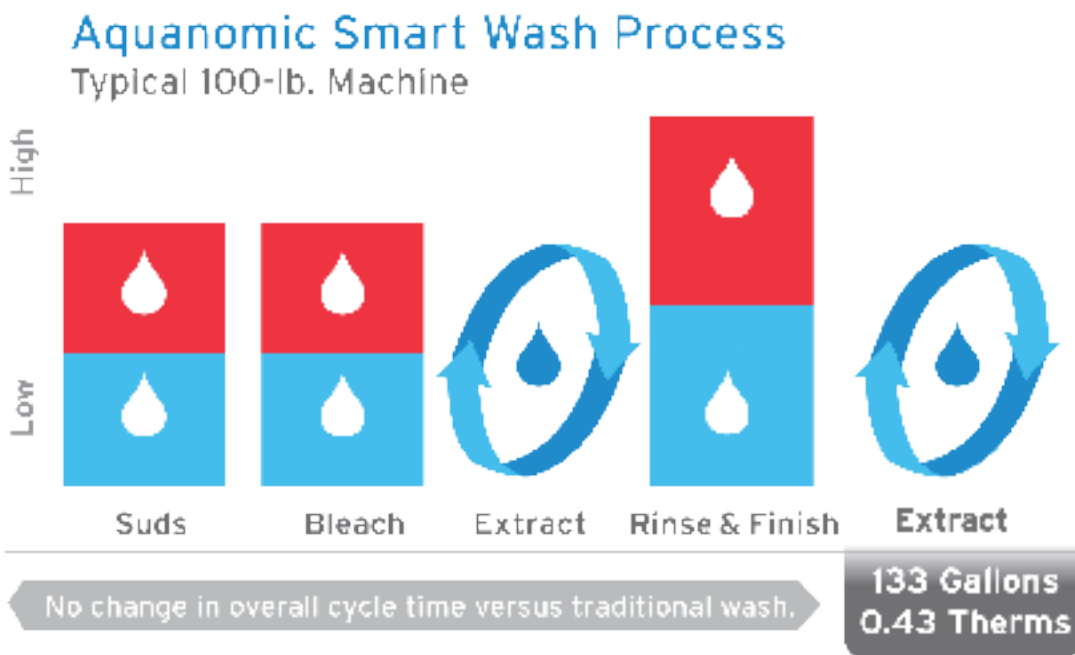 Aquanomic Smart Wash Process
Typical 100-lb. Machine
High
Low
Suds
Bleach
Extract
Rinse & Finish
Extract
No change in overall cycle time versus traditional wash.
133 Gallons
0.43 Therms